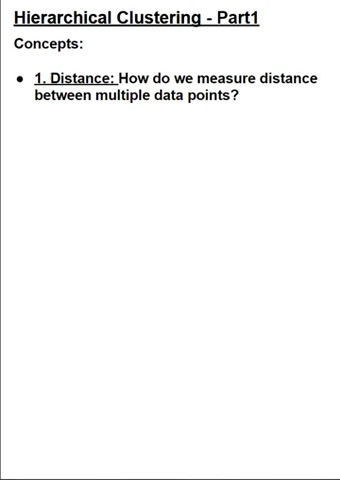 Hierarchical Clustering - Part1
Concepts:
● 1. Distance: How do we measure distance
between multiple data points?